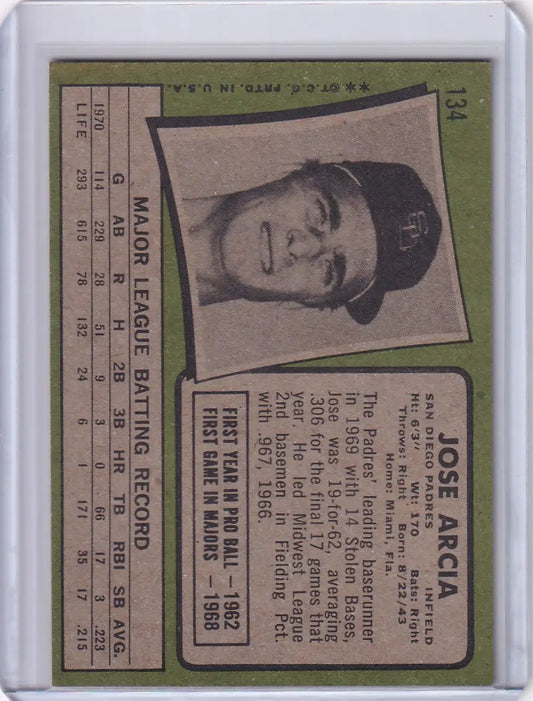 134
★★©T.C.G. PRTD. IN U.S.A.
SD
JOSE ARCIA
SAN DIEGO PADRES INFIELD
Ht: 6'3" Wt: 170 Bats: Right
Throws: Right Born: 8/22/43
Home: Miami, Fla.
The Padres' leading baserunner
in 1969 with 14 Stolen Bases,
Jose was 19-for-62, averaging
.306 for the final 17 games that
year. He led Midwest League
2nd basemen in Fielding Pct.
with .967, 1966.
FIRST YEAR IN PRO BALL — 1962
FIRST GAME IN MAJORS — 1968
MAJOR LEAGUE BATTING RECORD
G AB R H 2B 3B HR TB RBI SB AVG.
1970 114 229 28 51 9 3 0 66 17 3 .223
LIFE 293 615 78 132 24 6 1 171 35 17 .215